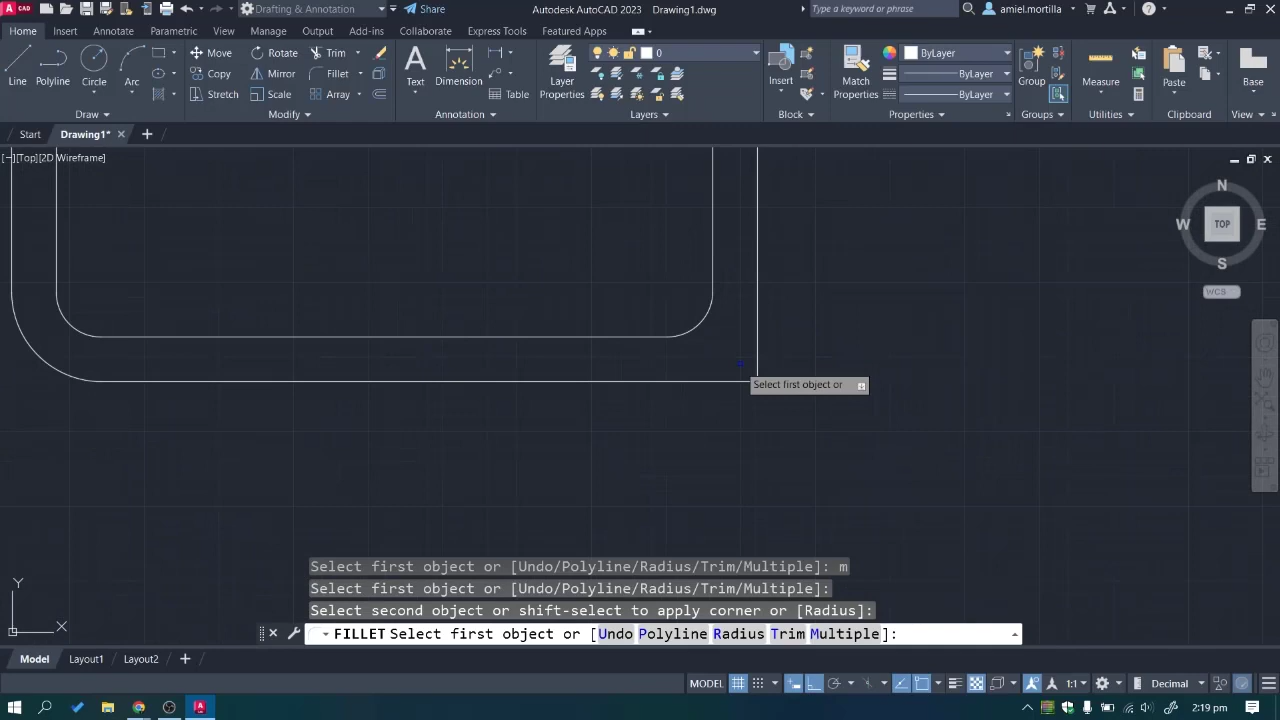 CAD
Drafting & Annotation
Share
Autodesk AutoCAD 2023 Drawing1.dwg
Type a keyword or phrase
amiel.mortilla
Home Insert Annotate Parametric View Manage Output Add-ins Collaborate Express Tools Featured Apps
Line Polyline Circle Arc
Move Rotate Trim
Copy Mirror Fillet
Stretch Scale Array
Text Dimension Table
Layer Properties
0
Insert
Match Properties
ByLayer
ByLayer
ByLayer
Group
Measure
Paste
Base
Draw Modify Annotation Layers Block Properties Groups Utilities Clipboard View
Start Drawing1*
[−][Top][2D Wireframe]
N
W TOP E
S
WCS
Select first object or
Y
X
Select first object or [Undo/Polyline/Radius/Trim/Multiple]: m
Select first object or [Undo/Polyline/Radius/Trim/Multiple]:
Select second object or shift-select to apply corner or [Radius]:
FILLET Select first object or [Undo Polyline Radius Trim Multiple]:
Model Layout1 Layout2
MODEL 1:1 Decimal
2:19 pm